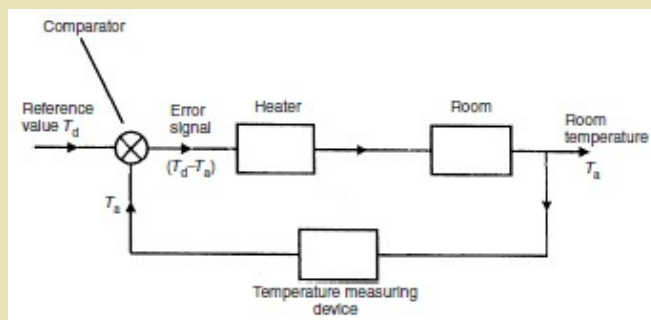 Comparator
Reference
value Td
Error
signal
(Td–Ta)
Heater
Room
Room
temperature
Ta
Ta
Temperature measuring
device